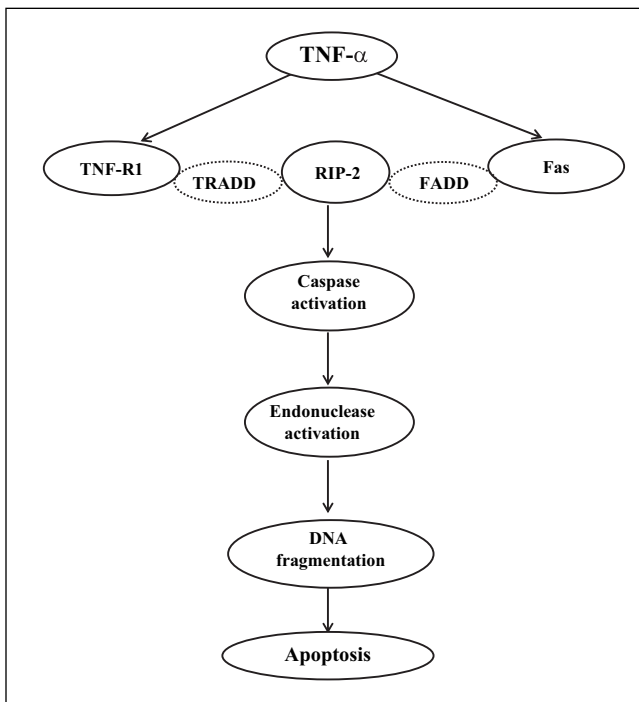 TNF-α
TNF-R1
TRADD
RIP-2
FADD
Fas
Caspase
activation
Endonuclease
activation
DNA
fragmentation
Apoptosis